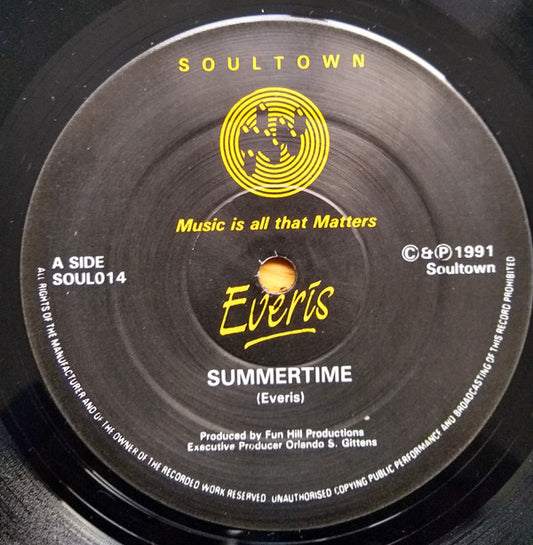 SOULTOWN
Music is all that Matters
A SIDE
SOUL014
©&℗1991
Soultown
Everis
SUMMERTIME
(Everis)
Produced by Fun Hill Productions
Executive Producer Orlando S. Gittens
ALL RIGHTS OF THE MANUFACTURER AND OF THE OWNER OF THE RECORDED WORK RESERVED. UNAUTHORISED COPYING PUBLIC PERFORMANCE AND BROADCASTING OF THIS RECORD PROHIBITED